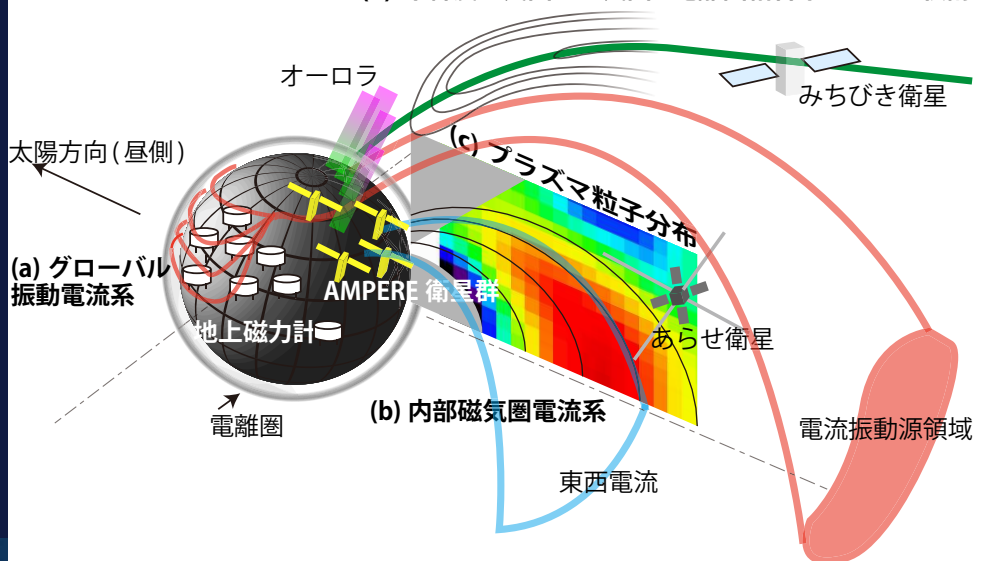 オーロラ
みちびき衛星
太陽方向 ( 昼側 )
(c) プラズマ粒子分布
(a) グローバル
振動電流系
AMPERE 衛星群
あらせ衛星
地上磁力計
(b) 内部磁気圏電流系
電離圏
電流振動源領域
東西電流